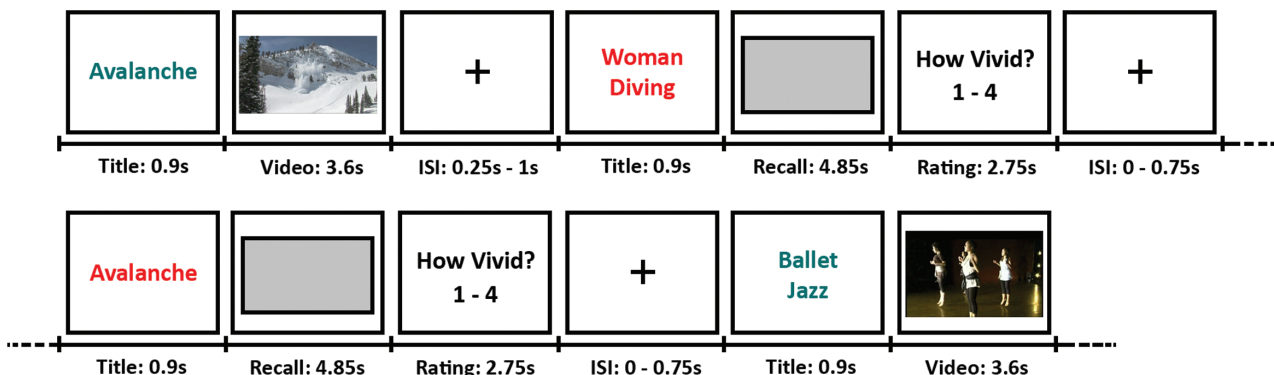 Avalanche
+
Woman
Diving
How Vivid?
1 - 4
+
Title: 0.9s
Video: 3.6s
ISI: 0.25s - 1s
Title: 0.9s
Recall: 4.85s
Rating: 2.75s
ISI: 0 - 0.75s
Avalanche
How Vivid?
1 - 4
+
Ballet
Jazz
Title: 0.9s
Recall: 4.85s
Rating: 2.75s
ISI: 0 - 0.75s
Title: 0.9s
Video: 3.6s